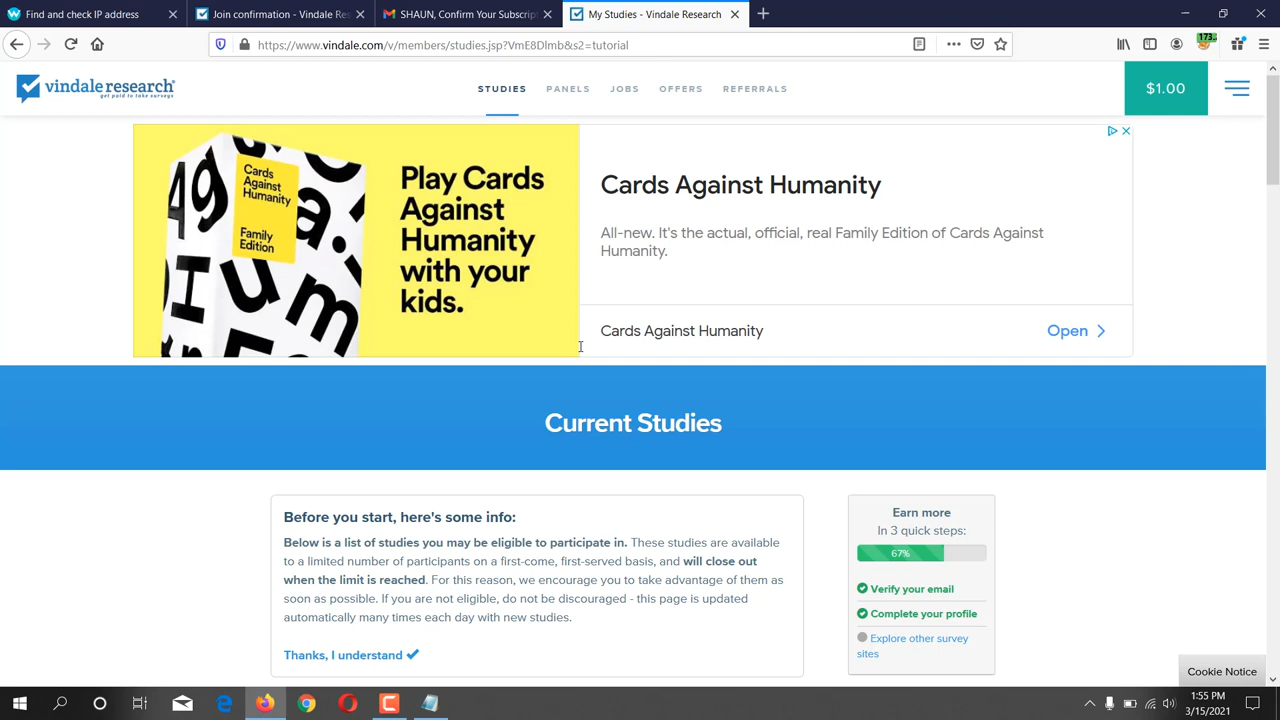 Find and check IP address
Join confirmation - Vindale Res
SHAUN, Confirm Your Subscript
My Studies - Vindale Research
https://www.vindale.com/v/members/studies.jsp?VmE8Dlmb&s2=tutorial
173..
vindale research
get paid to take surveys
STUDIES
PANELS
JOBS
OFFERS
REFERRALS
$1.00
Cards
Against
Humanity
Family
Edition
Play Cards
Against
Humanity
with your
kids.
Cards Against Humanity
All-new. It's the actual, official, real Family Edition of Cards Against
Humanity.
Cards Against Humanity
Open
Current Studies
Before you start, here's some info:
Below is a list of studies you may be eligible to participate in. These studies are available
to a limited number of participants on a first-come, first-served basis, and will close out
when the limit is reached. For this reason, we encourage you to take advantage of them as
soon as possible. If you are not eligible, do not be discouraged - this page is updated
automatically many times each day with new studies.
Thanks, I understand
Earn more
In 3 quick steps:
67%
Verify your email
Complete your profile
Explore other survey
sites
Cookie Notice
1:55 PM
3/15/2021